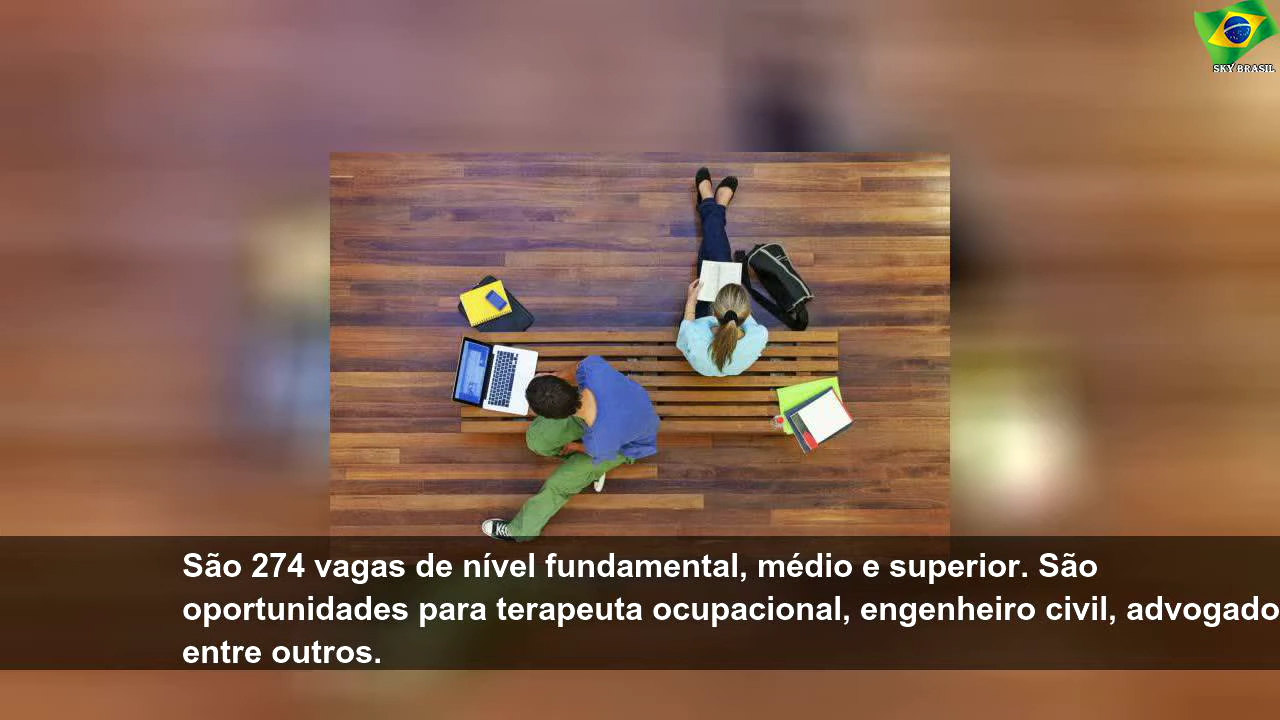 SKY BRASIL
São 274 vagas de nível fundamental, médio e superior. São
oportunidades para terapeuta ocupacional, engenheiro civil, advogado
entre outros.